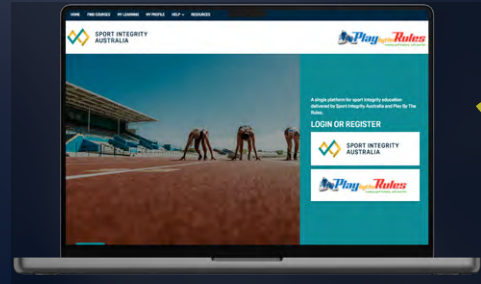 HOME FIND COURSES MY LEARNING MY PROFILE HELP RESOURCES
SPORT INTEGRITY
AUSTRALIA
Play by the Rules
A single platform for sport integrity education
delivered by Sport Integrity Australia and Play By The
Rules.
LOGIN OR REGISTER
SPORT INTEGRITY
AUSTRALIA
Play by the Rules